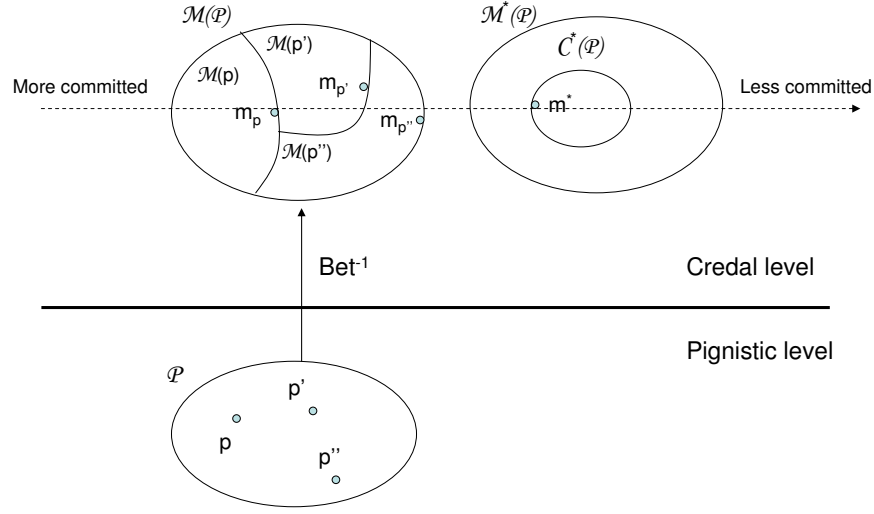 ℳ(𝒫)
ℳ*(𝒫)
ℳ(p')
C*(𝒫)
ℳ(p)
More committed
Less committed
m_p'
m_p
m*
m_p''
ℳ(p'')
Bet⁻¹
Credal level
Pignistic level
𝒫
p'
p
p''